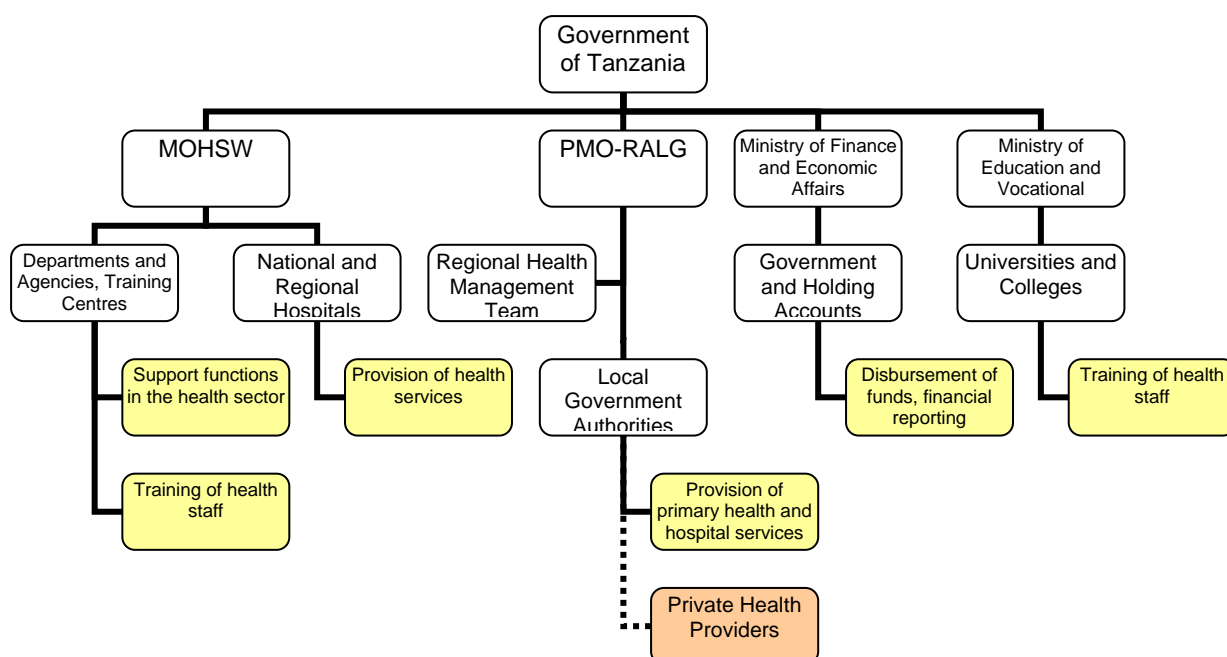 Government
of Tanzania
MOHSW
PMO-RALG
Ministry of Finance
and Economic
Affairs
Ministry of
Education and
Vocational
Departments and
Agencies, Training
Centres
National and
Regional
Hospitals
Regional Health
Management
Team
Government
and Holding
Accounts
Universities and
Colleges
Support functions
in the health sector
Provision of health
services
Local
Government
Authorities
Disbursement of
funds, financial
reporting
Training of health
staff
Training of health
staff
Provision of
primary health and
hospital services
Private Health
Providers